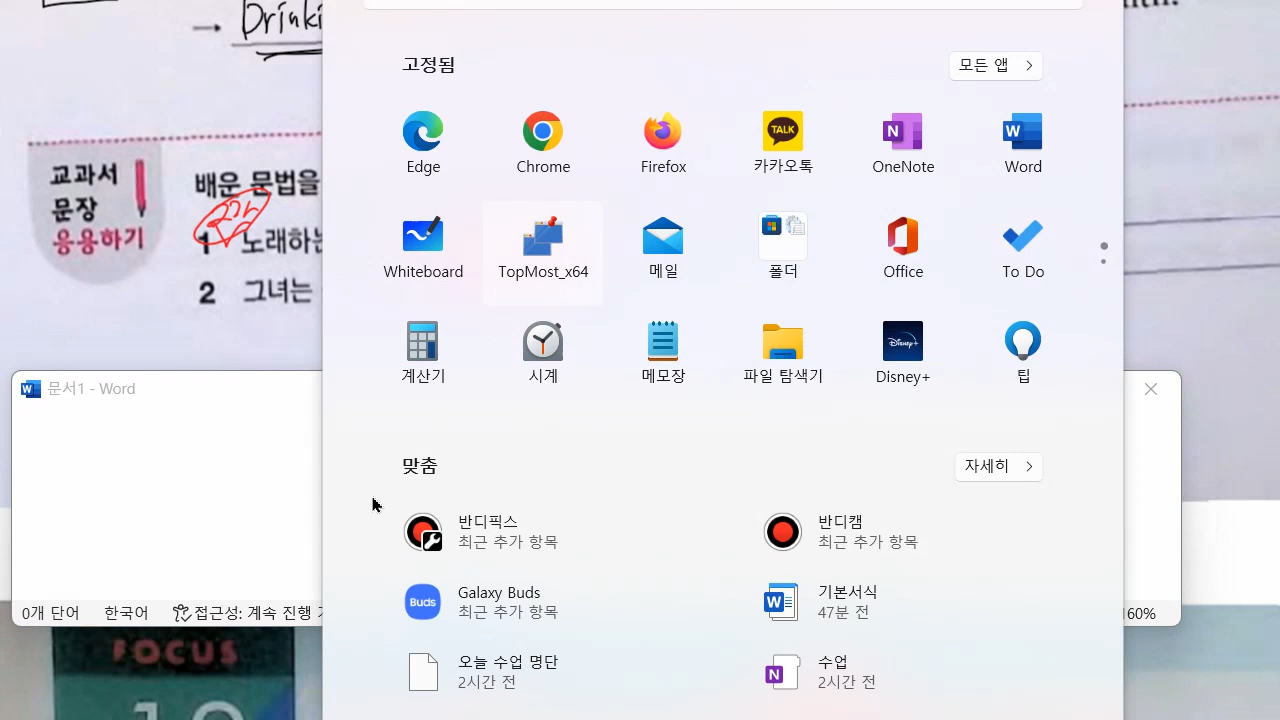 → Drinki
고정됨
모든 앱
Edge
Chrome
Firefox
TALK
카카오톡
OneNote
Word
교과서
문장
응용하기
배운 문법을
1 노래하는
2 그녀는
Whiteboard
TopMost_x64
메일
폴더
Office
To Do
계산기
시계
메모장
파일 탐색기
Disney+
Disney+
팁
문서1 - Word
맞춤
자세히
반디픽스
최근 추가 항목
반디캠
최근 추가 항목
Buds
Galaxy Buds
최근 추가 항목
기본서식
47분 전
오늘 수업 명단
2시간 전
수업
2시간 전
0개 단어
한국어
접근성: 계속 진행
160%
FOCUS